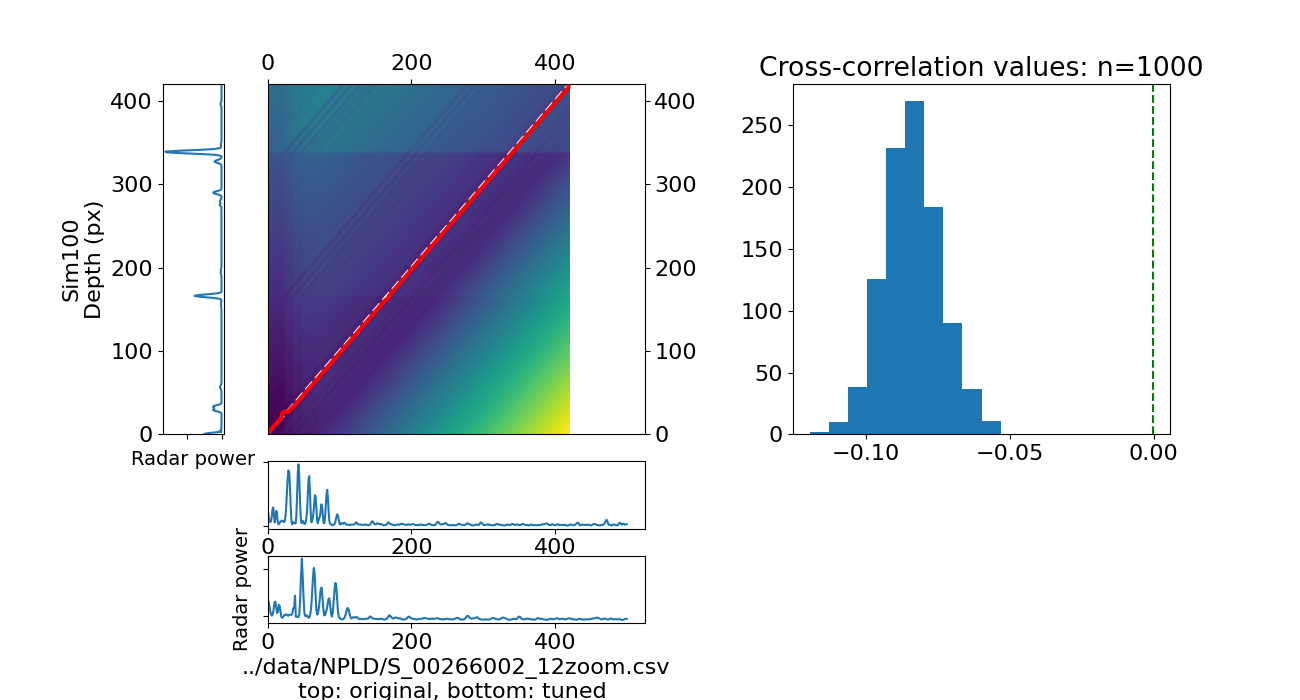 0 200 400
Cross-correlation values: n=1000
400
300
200
100
0
Sim100
Depth (px)
Radar power
400
300
200
100
0
250
200
150
100
50
0
−0.10 −0.05 0.00
0 200 400
Radar power
0 200 400
../data/NPLD/S_00266002_12zoom.csv
top: original, bottom: tuned